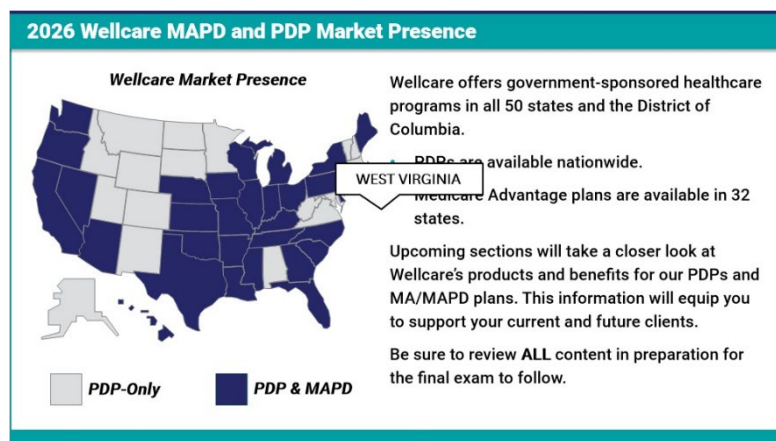 2026 Wellcare MAPD and PDP Market Presence
Wellcare Market Presence
PDP-Only
PDP & MAPD
Wellcare offers government-sponsored healthcare
programs in all 50 states and the District of
Columbia.
PDPs are available nationwide.
WEST VIRGINIA
Medicare Advantage plans are available in 32
states.
Upcoming sections will take a closer look at
Wellcare's products and benefits for our PDPs and
MA/MAPD plans. This information will equip you
to support your current and future clients.
Be sure to review ALL content in preparation for
the final exam to follow.